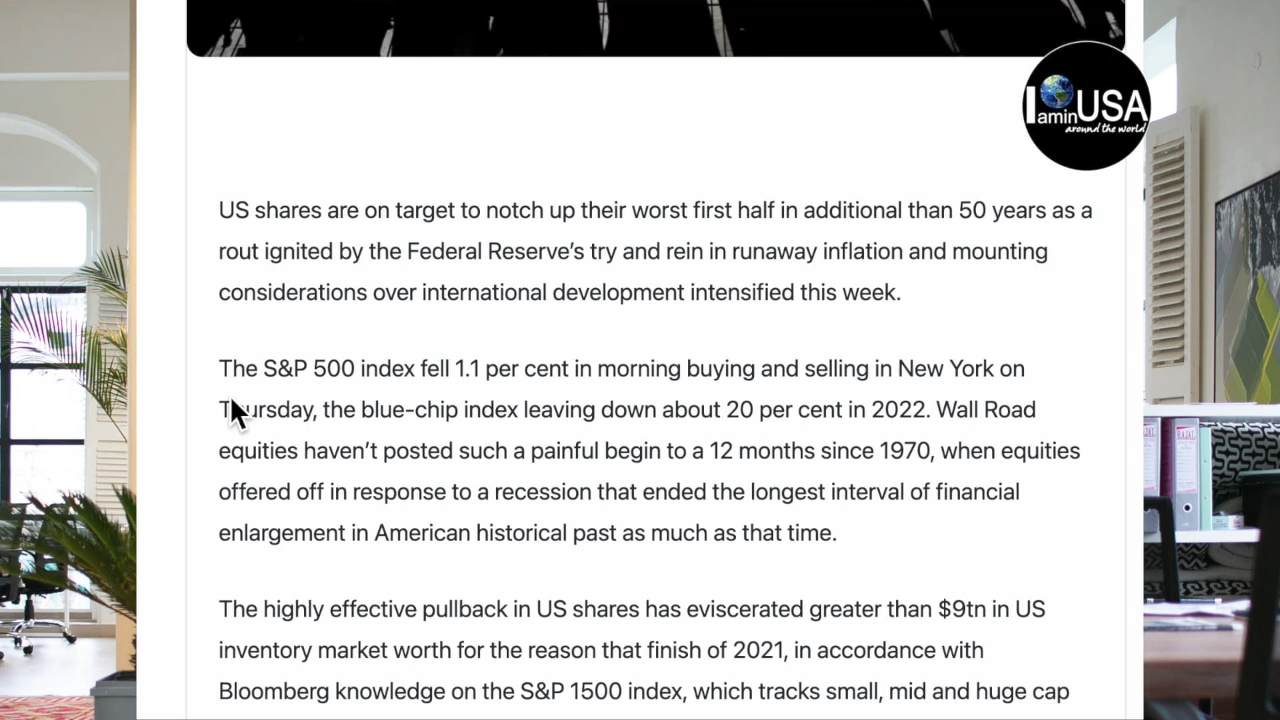 IaminUSA
around the world
US shares are on target to notch up their worst first half in additional than 50 years as a
rout ignited by the Federal Reserve’s try and rein in runaway inflation and mounting
considerations over international development intensified this week.
The S&P 500 index fell 1.1 per cent in morning buying and selling in New York on
Thursday, the blue-chip index leaving down about 20 per cent in 2022. Wall Road
equities haven’t posted such a painful begin to a 12 months since 1970, when equities
offered off in response to a recession that ended the longest interval of financial
enlargement in American historical past as much as that time.
The highly effective pullback in US shares has eviscerated greater than $9tn in US
inventory market worth for the reason that finish of 2021, in accordance with
Bloomberg knowledge on the S&P 1500 index, which tracks small, mid and huge cap